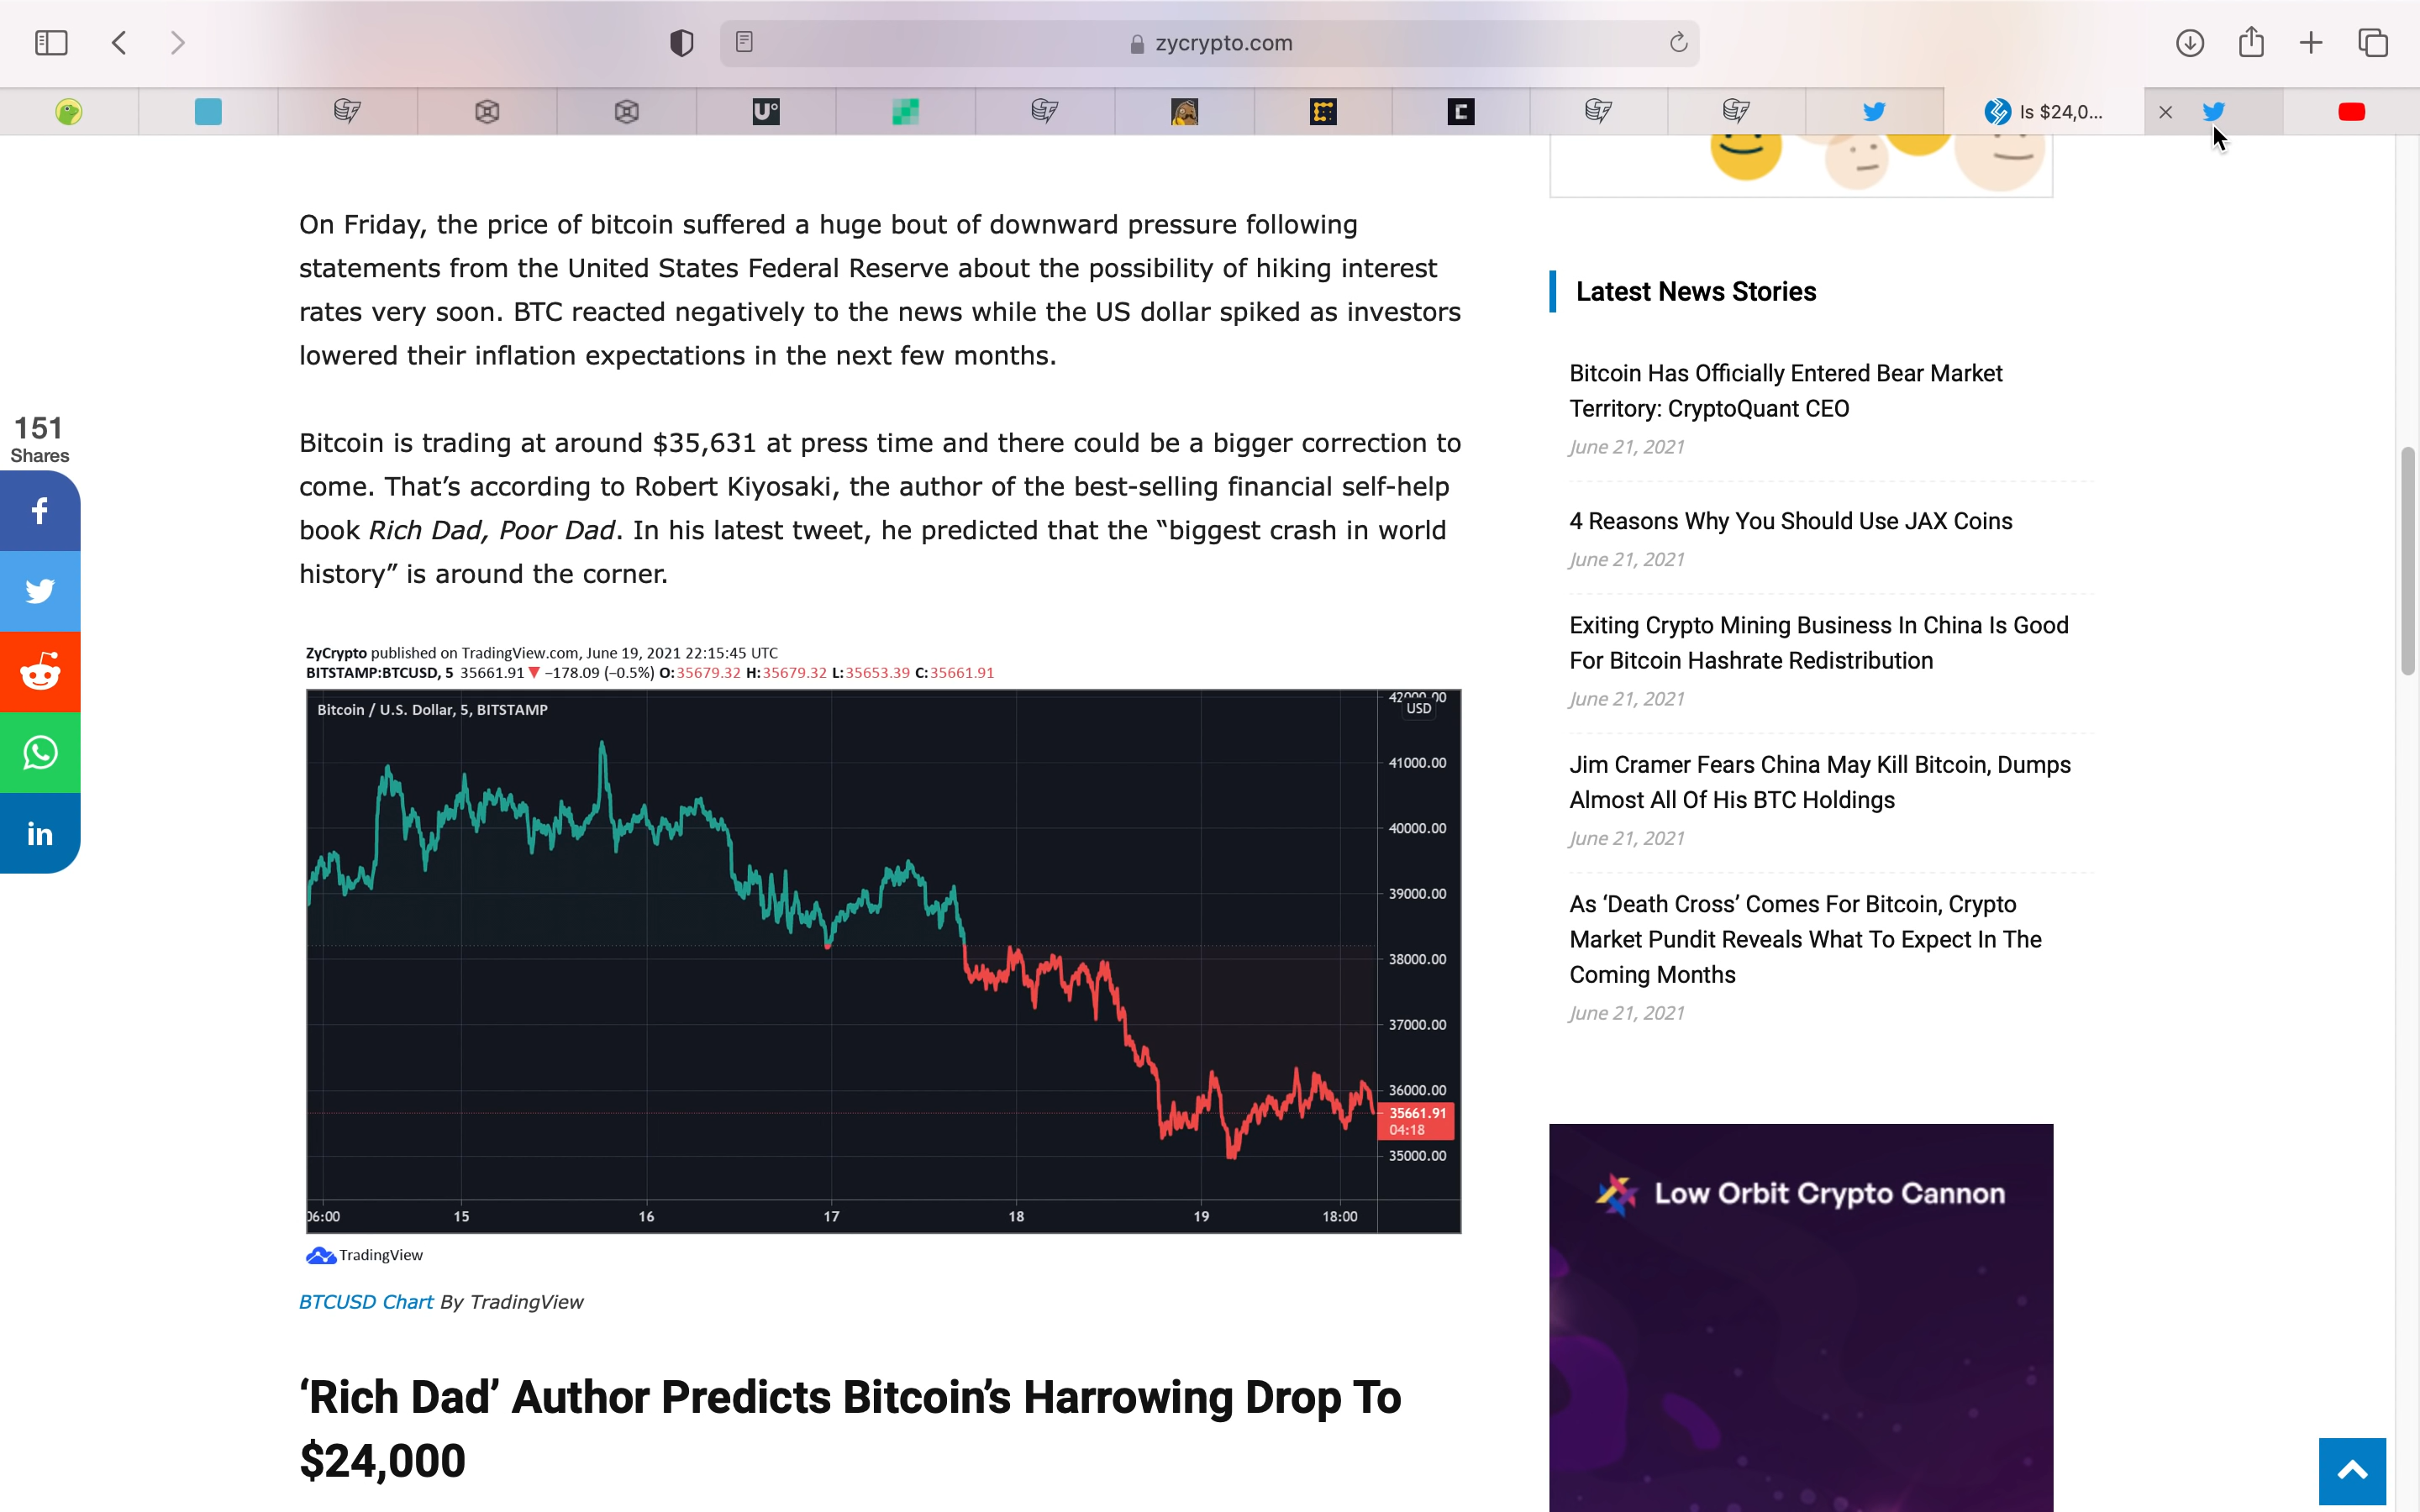 zycrypto.com
Is $24,0...
On Friday, the price of bitcoin suffered a huge bout of downward pressure following
statements from the United States Federal Reserve about the possibility of hiking interest
rates very soon. BTC reacted negatively to the news while the US dollar spiked as investors
lowered their inflation expectations in the next few months.
Bitcoin is trading at around $35,631 at press time and there could be a bigger correction to
come. That’s according to Robert Kiyosaki, the author of the best-selling financial self-help
book Rich Dad, Poor Dad. In his latest tweet, he predicted that the “biggest crash in world
history” is around the corner.
151
Shares
f
in
ZyCrypto published on TradingView.com, June 19, 2021 22:15:45 UTC
BITSTAMP:BTCUSD, 5 35661.91 ▼ −178.09 (−0.5%) O:35679.32 H:35679.32 L:35653.39 C:35661.91
Bitcoin / U.S. Dollar, 5, BITSTAMP
USD
41000.00
40000.00
39000.00
38000.00
37000.00
36000.00
35661.91
04:18
35000.00
06:00 15 16 17 18 19 18:00
TradingView
BTCUSD Chart By TradingView
‘Rich Dad’ Author Predicts Bitcoin’s Harrowing Drop To
$24,000
Latest News Stories
Bitcoin Has Officially Entered Bear Market
Territory: CryptoQuant CEO
June 21, 2021
4 Reasons Why You Should Use JAX Coins
June 21, 2021
Exiting Crypto Mining Business In China Is Good
For Bitcoin Hashrate Redistribution
June 21, 2021
Jim Cramer Fears China May Kill Bitcoin, Dumps
Almost All Of His BTC Holdings
June 21, 2021
As ‘Death Cross’ Comes For Bitcoin, Crypto
Market Pundit Reveals What To Expect In The
Coming Months
June 21, 2021
Low Orbit Crypto Cannon